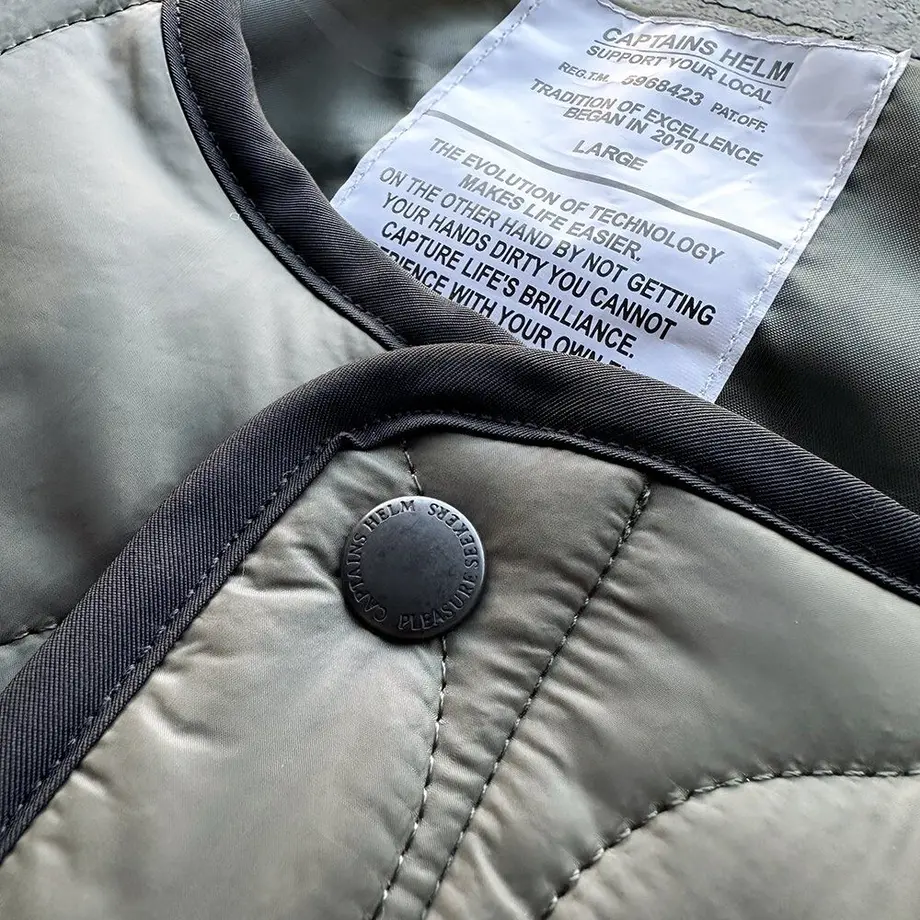 CAPTAINS HELM
SUPPORT YOUR LOCAL
REG.T.M. 5968423 PAT.OFF.
TRADITION OF EXCELLENCE
BEGAN IN 2010
LARGE
THE EVOLUTION OF TECHNOLOGY
MAKES LIFE EASIER.
ON THE OTHER HAND BY NOT GETTING
YOUR HANDS DIRTY YOU CANNOT
CAPTURE LIFE'S BRILLIANCE.
WITH YOUR OWN
CAPTAINS HELM
PLEASURE SEEKERS